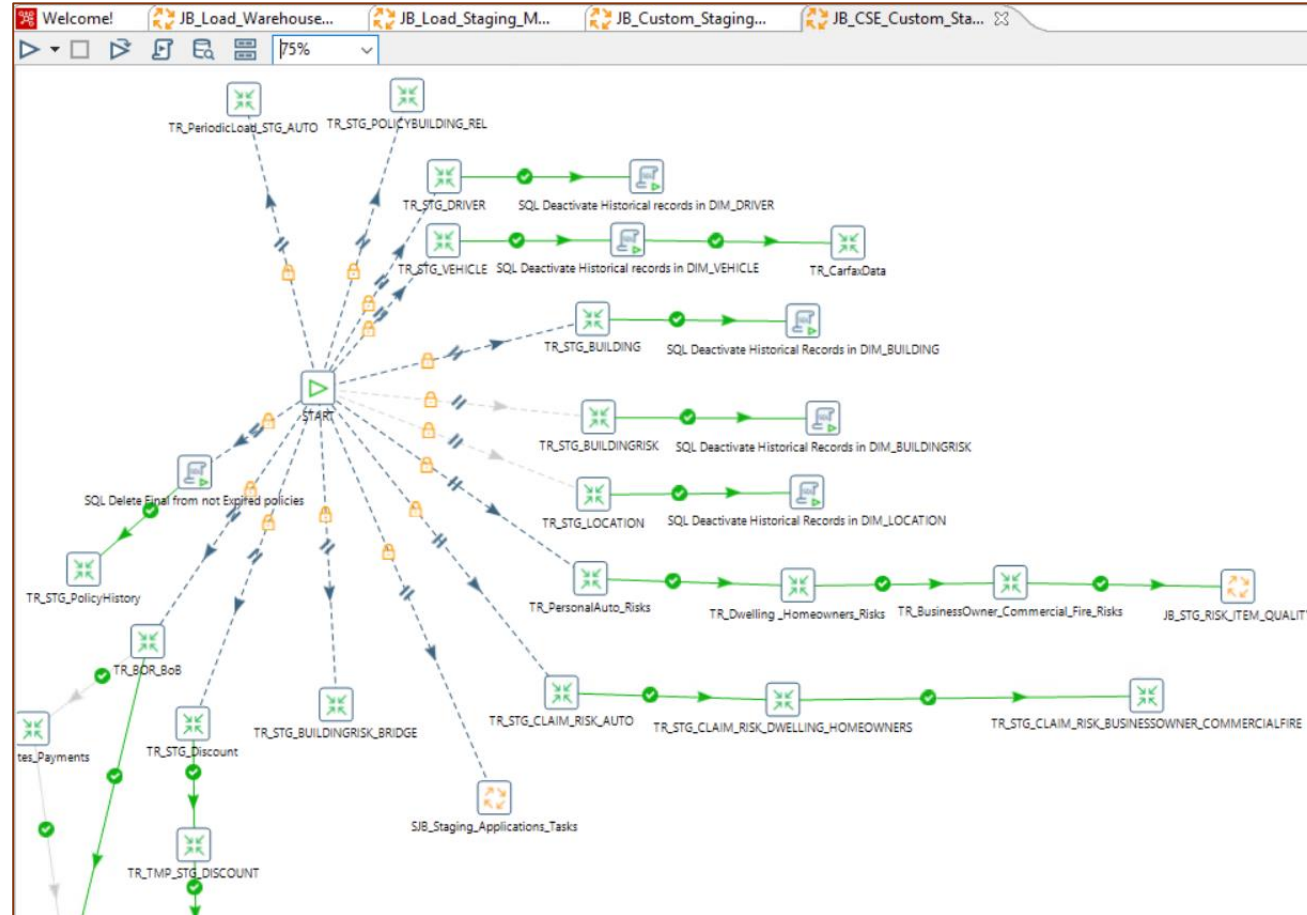 Welcome!
JB_Load_Warehouse...
JB_Load_Staging_M...
JB_Custom_Staging...
JB_CSE_Custom_Sta...
75%
TR_PeriodicLoad_STG_AUTO
TR_STG_POLICYBUILDING_REL
TR_STG_DRIVER
SQL Deactivate Historical records in DIM_DRIVER
TR_STG_VEHICLE
SQL Deactivate Historical records in DIM_VEHICLE
TR_CarfaxData
TR_STG_BUILDING
SQL Deactivate Historical Records in DIM_BUILDING
START
TR_STG_BUILDINGRISK
SQL Deactivate Historical Records in DIM_BUILDINGRISK
SQL Delete Final from not Expired policies
TR_STG_LOCATION
SQL Deactivate Historical Records in DIM_LOCATION
TR_STG_PolicyHistory
TR_PersonalAuto_Risks
TR_Dwelling _Homeowners_Risks
TR_BusinessOwner_Commercial_Fire_Risks
JB_STG_RISK_ITEM_QUALIT
TR_BOR_BoB
TR_STG_CLAIM_RISK_AUTO
TR_STG_CLAIM_RISK_DWELLING_HOMEOWNERS
TR_STG_CLAIM_RISK_BUSINESSOWNER_COMMERCIALFIRE
tes_Payments
TR_STG_Discount
TR_STG_BUILDINGRISK_BRIDGE
SJB_Staging_Applications_Tasks
TR_TMP_STG_DISCOUNT